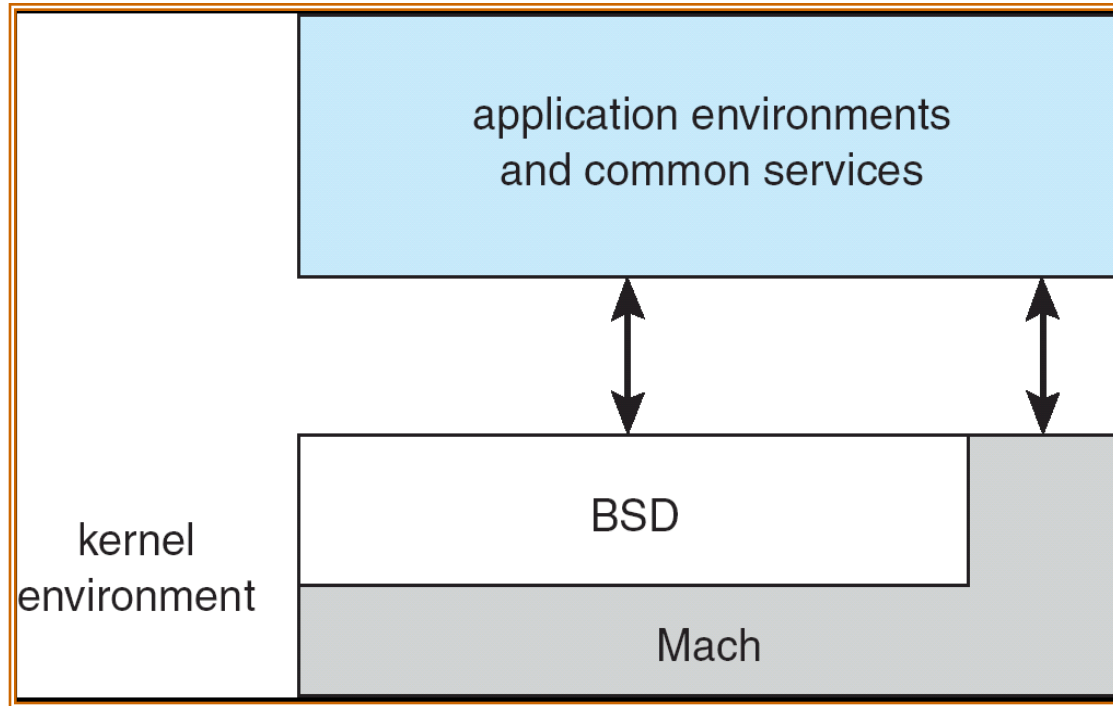 application environments
and common services
BSD
kernel
environment
Mach